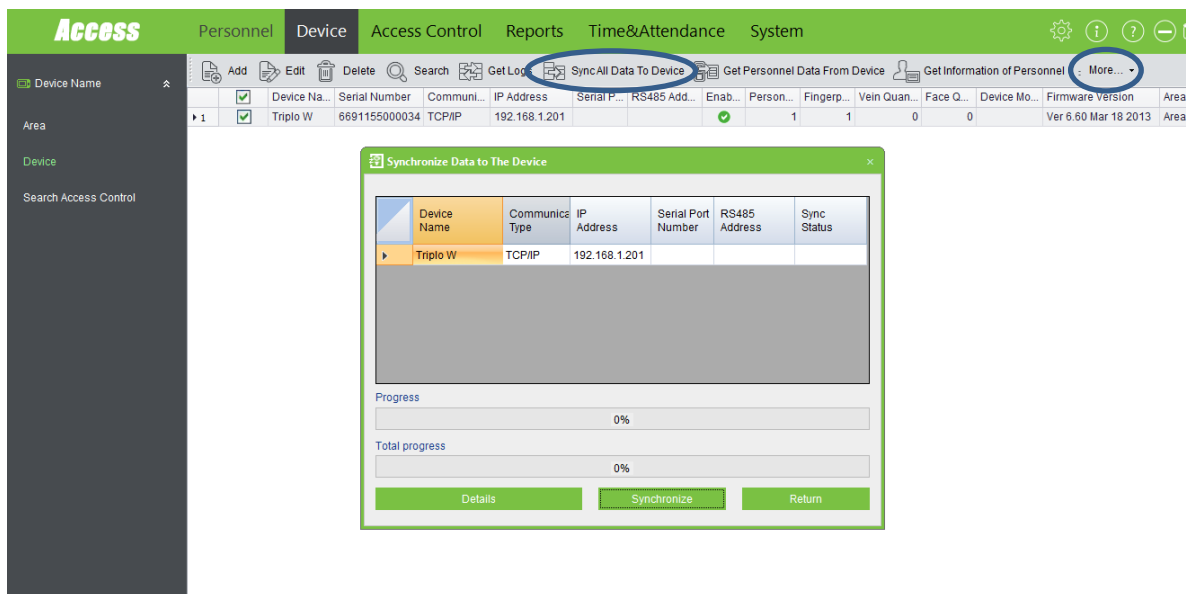 Access Personnel Device Access Control Reports Time&Attendance System
Device Name
Area
Device
Search Access Control
Add Edit Delete Search Get Logs Sync All Data To Device Get Personnel Data From Device Get Information of Personnel More...
Device Na... Serial Number Communi... IP Address Serial P... RS485 Add... Enab... Person... Fingerp... Vein Quan... Face Q... Device Mo... Firmware Version Area
1 Triplo W 6691155000034 TCP/IP 192.168.1.201 1 1 0 0 Ver 6.60 Mar 18 2013 Area
Synchronize Data to The Device
Device Communica IP Serial Port RS485 Sync
Name Type Address Number Address Status
Triplo W TCP/IP 192.168.1.201
Progress
0%
Total progress
0%
Details Synchronize Return